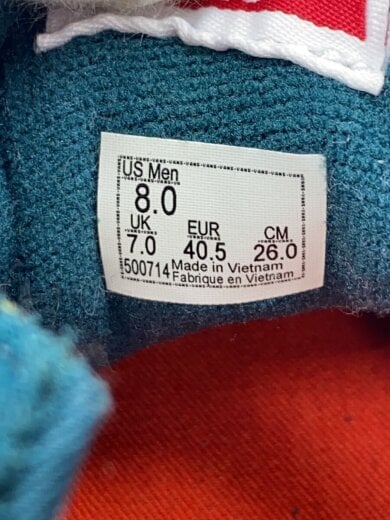 US Men
8.0
UK EUR CM
7.0 40.5 26.0
500714 Made in Vietnam
Fabrique en Vietnam